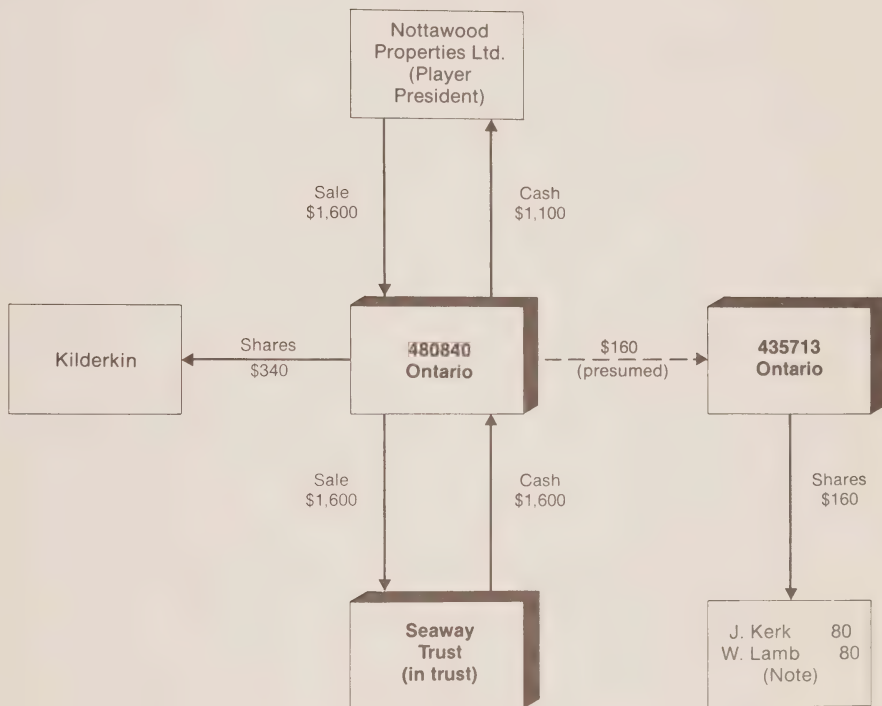 Nottawood
Properties Ltd.
(Player
President)
Sale
$1,600
Cash
$1,100
Kilderkin
Shares
$340
480840
Ontario
$160
(presumed)
435713
Ontario
Sale
$1,600
Cash
$1,600
Shares
$160
Seaway
Trust
(in trust)
J. Kerk 80
W. Lamb 80
(Note)